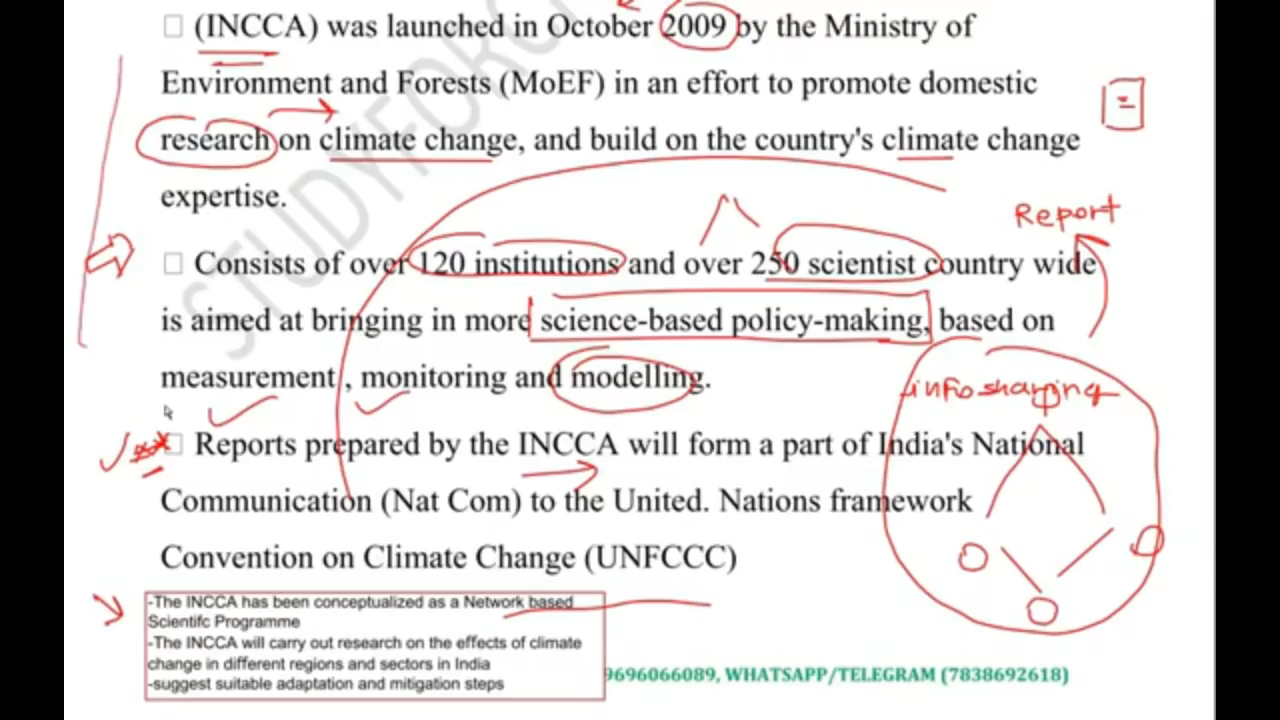 (INCCA) was launched in October 2009 by the Ministry of
Environment and Forests (MoEF) in an effort to promote domestic
research on climate change, and build on the country's climate change
expertise.
Report
Consists of over 120 institutions and over 250 scientist country wide
is aimed at bringing in more science-based policy-making, based on
measurement , monitoring and modelling.
info sharing
Reports prepared by the INCCA will form a part of India's National
Communication (Nat Com) to the United. Nations framework
Convention on Climate Change (UNFCCC)
-The INCCA has been conceptualized as a Network based
Scientifc Programme
-The INCCA will carry out research on the effects of climate
change in different regions and sectors in India
-suggest suitable adaptation and mitigation steps
9696066089, WHATSAPP/TELEGRAM (7838692618)